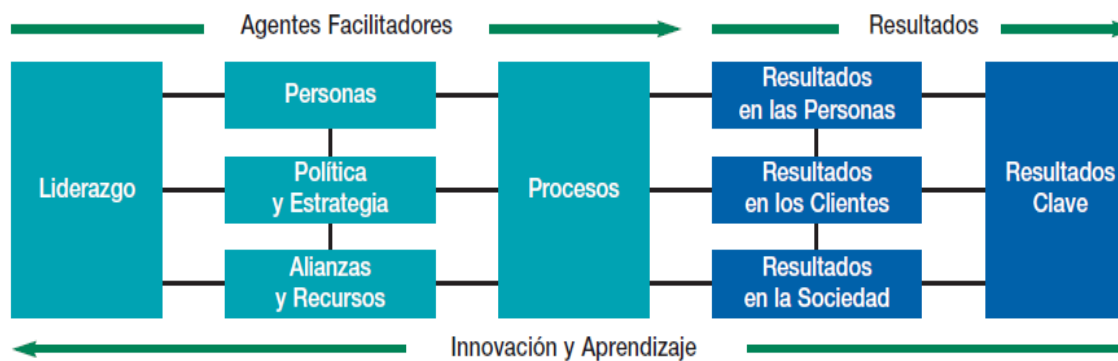 Agentes Facilitadores
Resultados
Liderazgo
Personas
Política
y Estrategia
Alianzas
y Recursos
Procesos
Resultados
en las Personas
Resultados
en los Clientes
Resultados
en la Sociedad
Resultados
Clave
Innovación y Aprendizaje